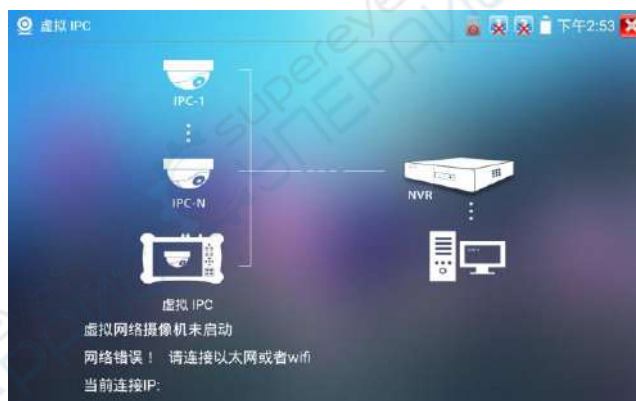 虚拟 IPC
下午2:53
IPC-1
IPC-N
NVR
虚拟 IPC
虚拟网络摄像机未启动
网络错误！ 请连接以太网或者wifi
当前连接IP:
supereyes
СУПЕРАЙС